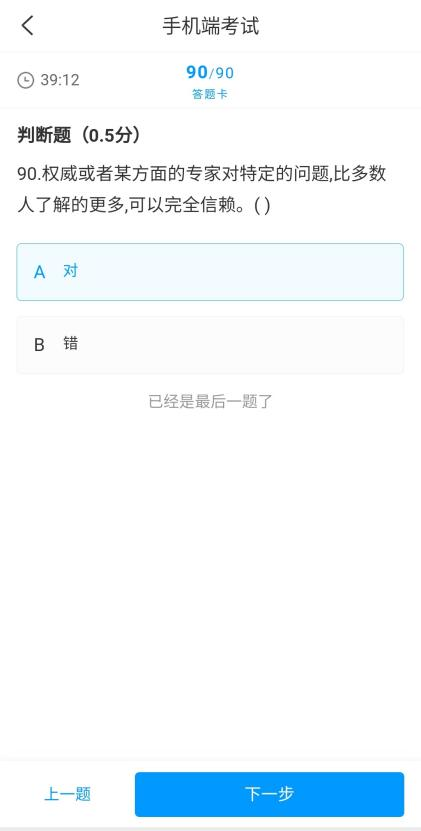 手机端考试
39:12
90/90
答题卡
判断题（0.5分）
90.权威或者某方面的专家对特定的问题,比多数
人了解的更多,可以完全信赖。( )
A 对
B 错
已经是最后一题了
上一题
下一步